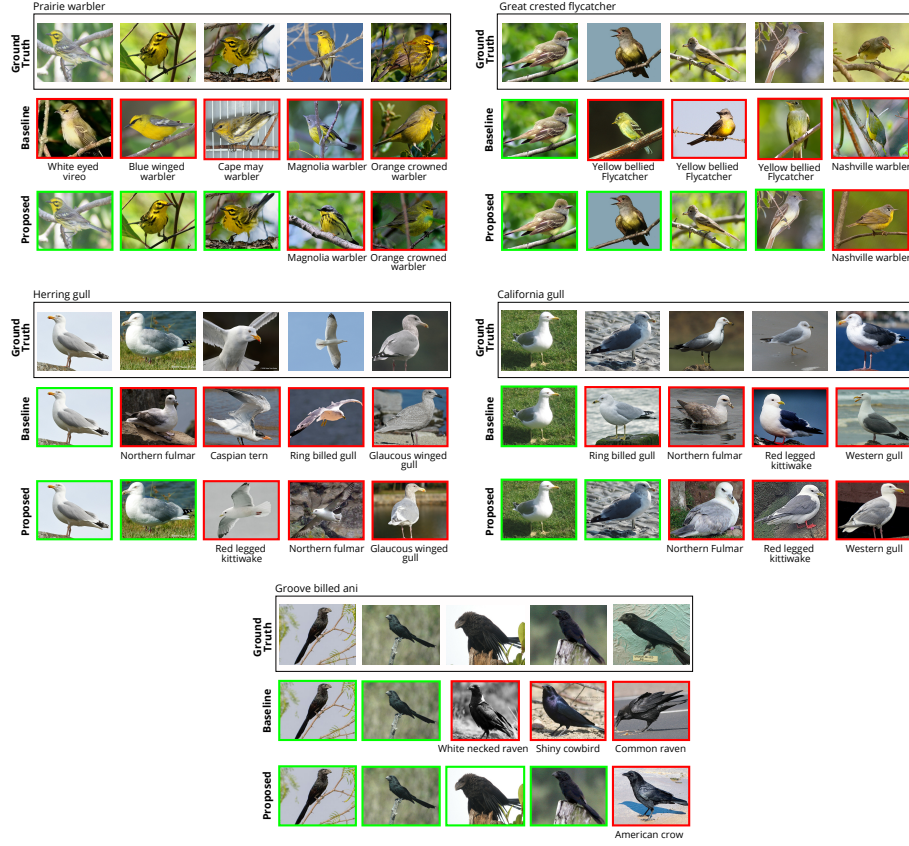 Prairie warbler
Ground
Truth
Baseline
White eyed
vireo
Blue winged
warbler
Cape may
warbler
Magnolia warbler
Orange crowned
warbler
Proposed
Magnolia warbler
Orange crowned
warbler
Great crested flycatcher
Ground
Truth
Baseline
Yellow bellied
Flycatcher
Yellow bellied
Flycatcher
Yellow bellied
Flycatcher
Nashville warbler
Proposed
Nashville warbler
Herring gull
Ground
Truth
Baseline
Northern fulmar
Caspian tern
Ring billed gull
Glaucous winged
gull
Proposed
Red legged
kittiwake
Northern fulmar
Glaucous winged
gull
California gull
Ground
Truth
Baseline
Ring billed gull
Northern fulmar
Red legged
kittiwake
Western gull
Proposed
Northern Fulmar
Red legged
kittiwake
Western gull
Groove billed ani
Ground
Truth
Baseline
White necked raven
Shiny cowbird
Common raven
Proposed
American crow